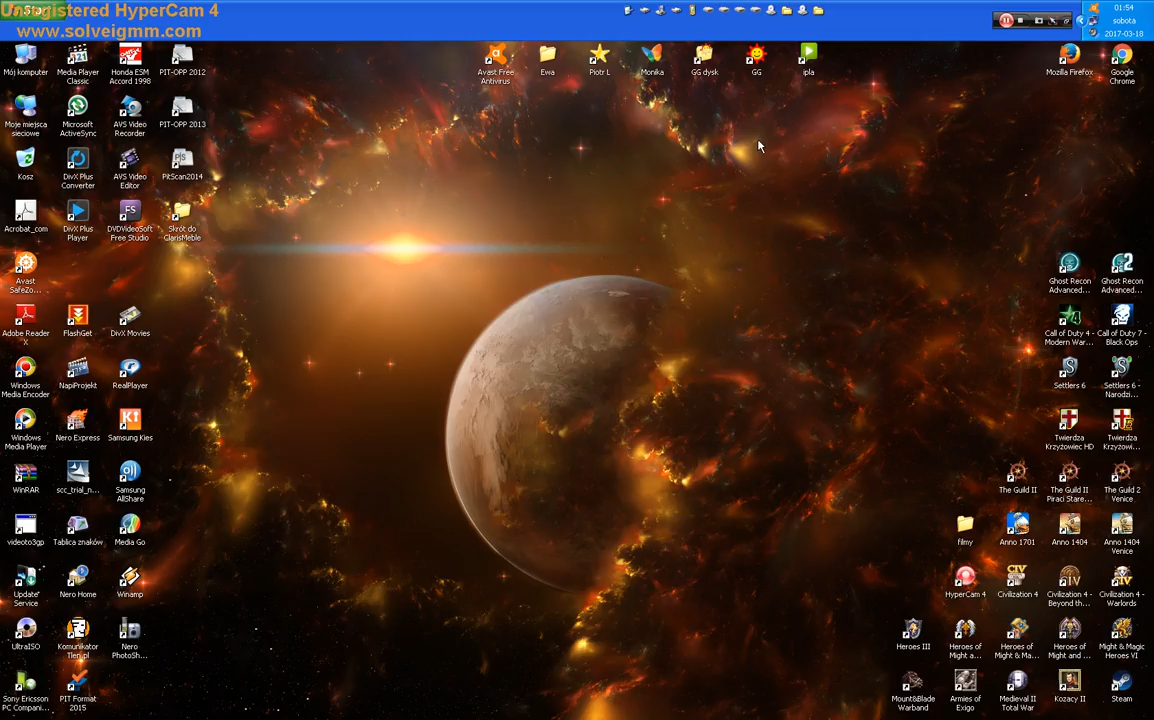 Unregistered HyperCam 4
www.solveigmm.com
Start
01:54
sobota
2017-03-18
Mój komputer
Media Player
Classic
Honda ESM
Accord 1998
PIT-OPP 2012
Avast Free
Antivirus
Ewa
Piotr L
Monika
GG dysk
GG
ipla
Mozilla Firefox
Google
Chrome
Moje miejsca
sieciowe
Microsoft
ActiveSync
AVS Video
Recorder
PIT-OPP 2013
Kosz
DivX Plus
Converter
AVS Video
Editor
PitScan2014
Acrobat_com
DivX Plus
Player
DVDVideoSoft
Free Studio
Skrót do
ClarisMeble
Avast
SafeZo...
Ghost Recon
Advanced...
Ghost Recon
Advanced...
Adobe Reader
X
FlashGet
DivX Movies
Call of Duty 4 -
Modern War...
Call of Duty 7 -
Black Ops
Windows
Media Encoder
NapiProjekt
RealPlayer
Settlers 6
Settlers 6 -
Narodzi...
Windows
Media Player
Nero Express
Samsung Kies
Twierdza
Krzyżowiec HD
Twierdza
Krzyżowiec...
WinRAR
scc_trial_n...
Samsung
AllShare
The Guild II
The Guild II
Piraci Stare...
The Guild 2
Venice
videoto3gp
Tablica znaków
Media Go
filmy
Anno 1701
Anno 1404
Anno 1404
Venice
Update
Service
Nero Home
Winamp
HyperCam 4
Civilization 4
Civilization 4 -
Beyond th...
Civilization 4 -
Warlords
UltraISO
Komunikator
Tlen.pl
Nero
PhotoSh...
Heroes III
Heroes of
Might a...
Heroes of
Might & Ma...
Heroes of
Might and ...
Might & Magic
Heroes VI
Sony Ericsson
PC Compani...
PIT Format
2015
Mount&Blade
Warband
Armies of
Exigo
Medieval II
Total War
Kozacy II
Steam